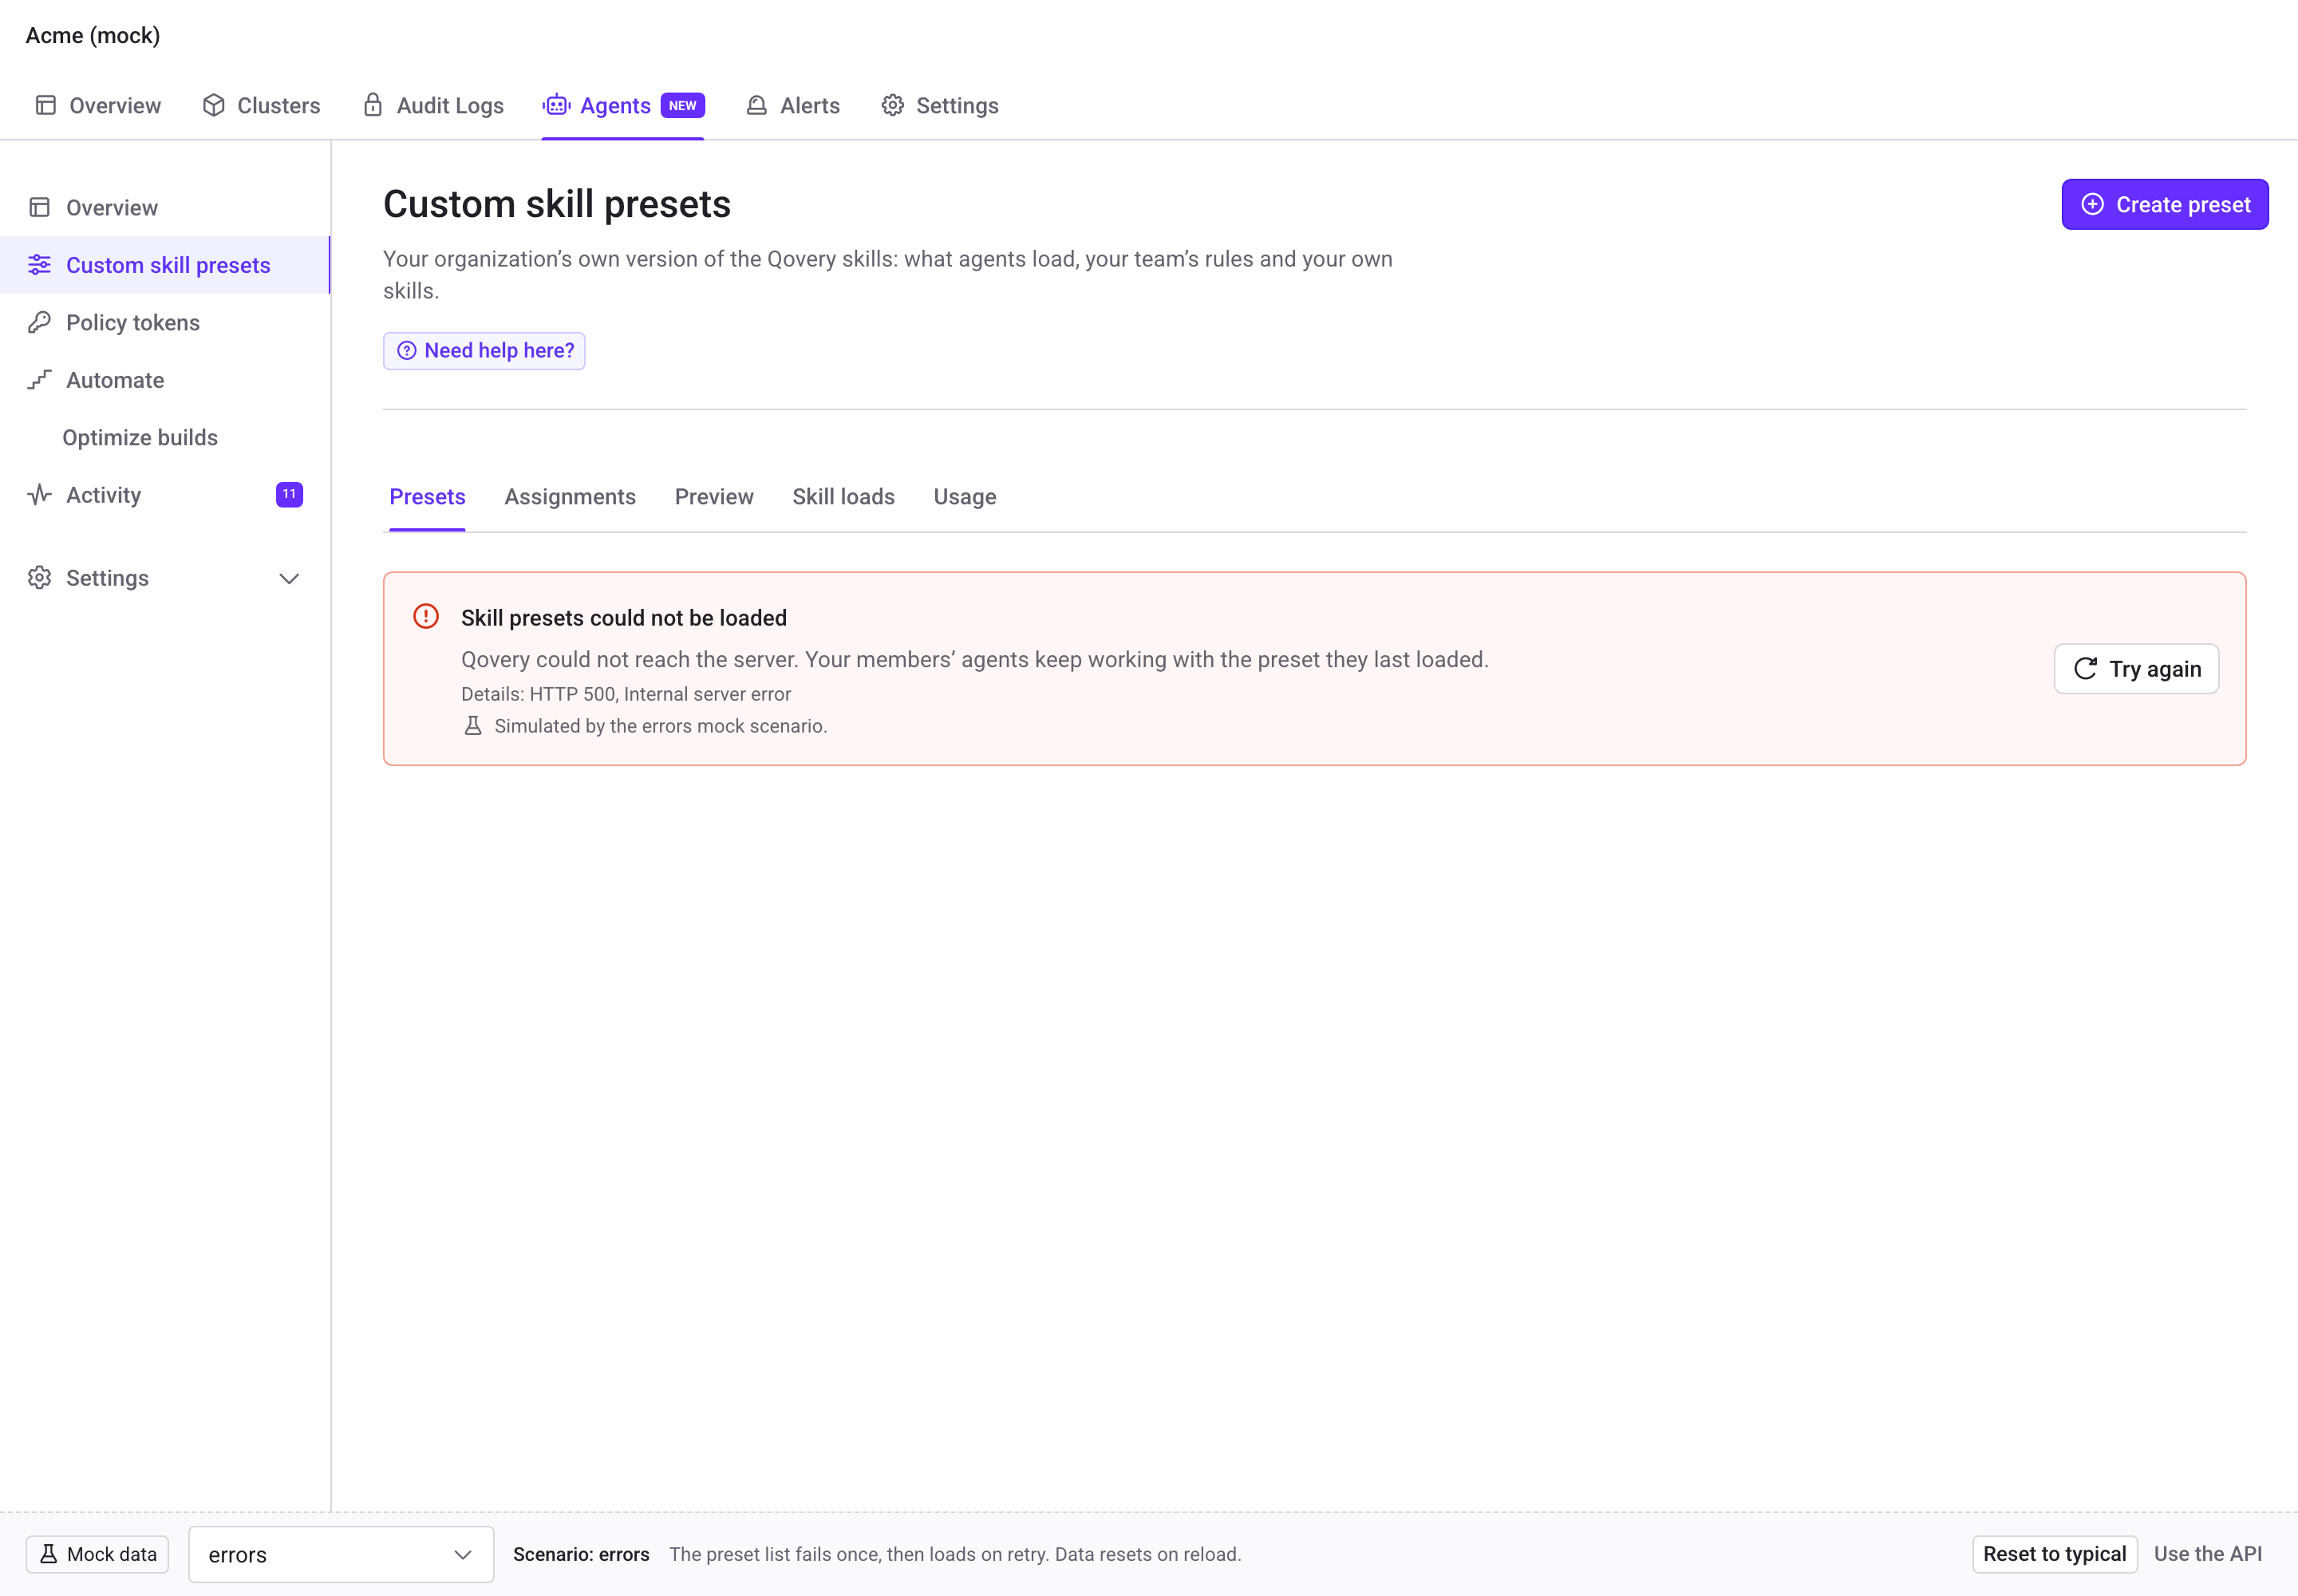 Acme (mock)
Overview
Clusters
Audit Logs
Agents NEW
Alerts
Settings
Overview
Custom skill presets
Policy tokens
Automate
Optimize builds
Activity 11
Settings
Custom skill presets
Create preset
Your organization’s own version of the Qovery skills: what agents load, your team’s rules and your own
skills.
Need help here?
Presets
Assignments
Preview
Skill loads
Usage
Skill presets could not be loaded
Qovery could not reach the server. Your members’ agents keep working with the preset they last loaded.
Details: HTTP 500, Internal server error
Simulated by the errors mock scenario.
Try again
Mock data
errors
Scenario: errors
The preset list fails once, then loads on retry. Data resets on reload.
Reset to typical
Use the API